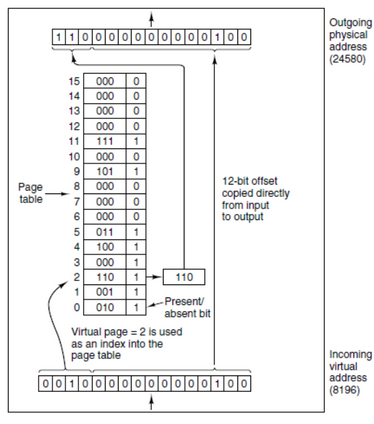 1 1 0 0 0 0 0 0 0 0 0 0 1 0 0
Outgoing
physical
address
(24580)
15 000 0
14 000 0
13 000 0
12 000 0
11 111 1
10 000 0
9 101 1
8 000 0
7 000 0
6 000 0
5 011 1
4 100 1
3 000 1
2 110 1
1 001 1
0 010 1
Page
table
110
12-bit offset
copied directly
from input
to output
Present/
absent bit
Virtual page = 2 is used
as an index into the
page table
0 0 1 0 0 0 0 0 0 0 0 0 0 1 0 0
Incoming
virtual
address
(8196)